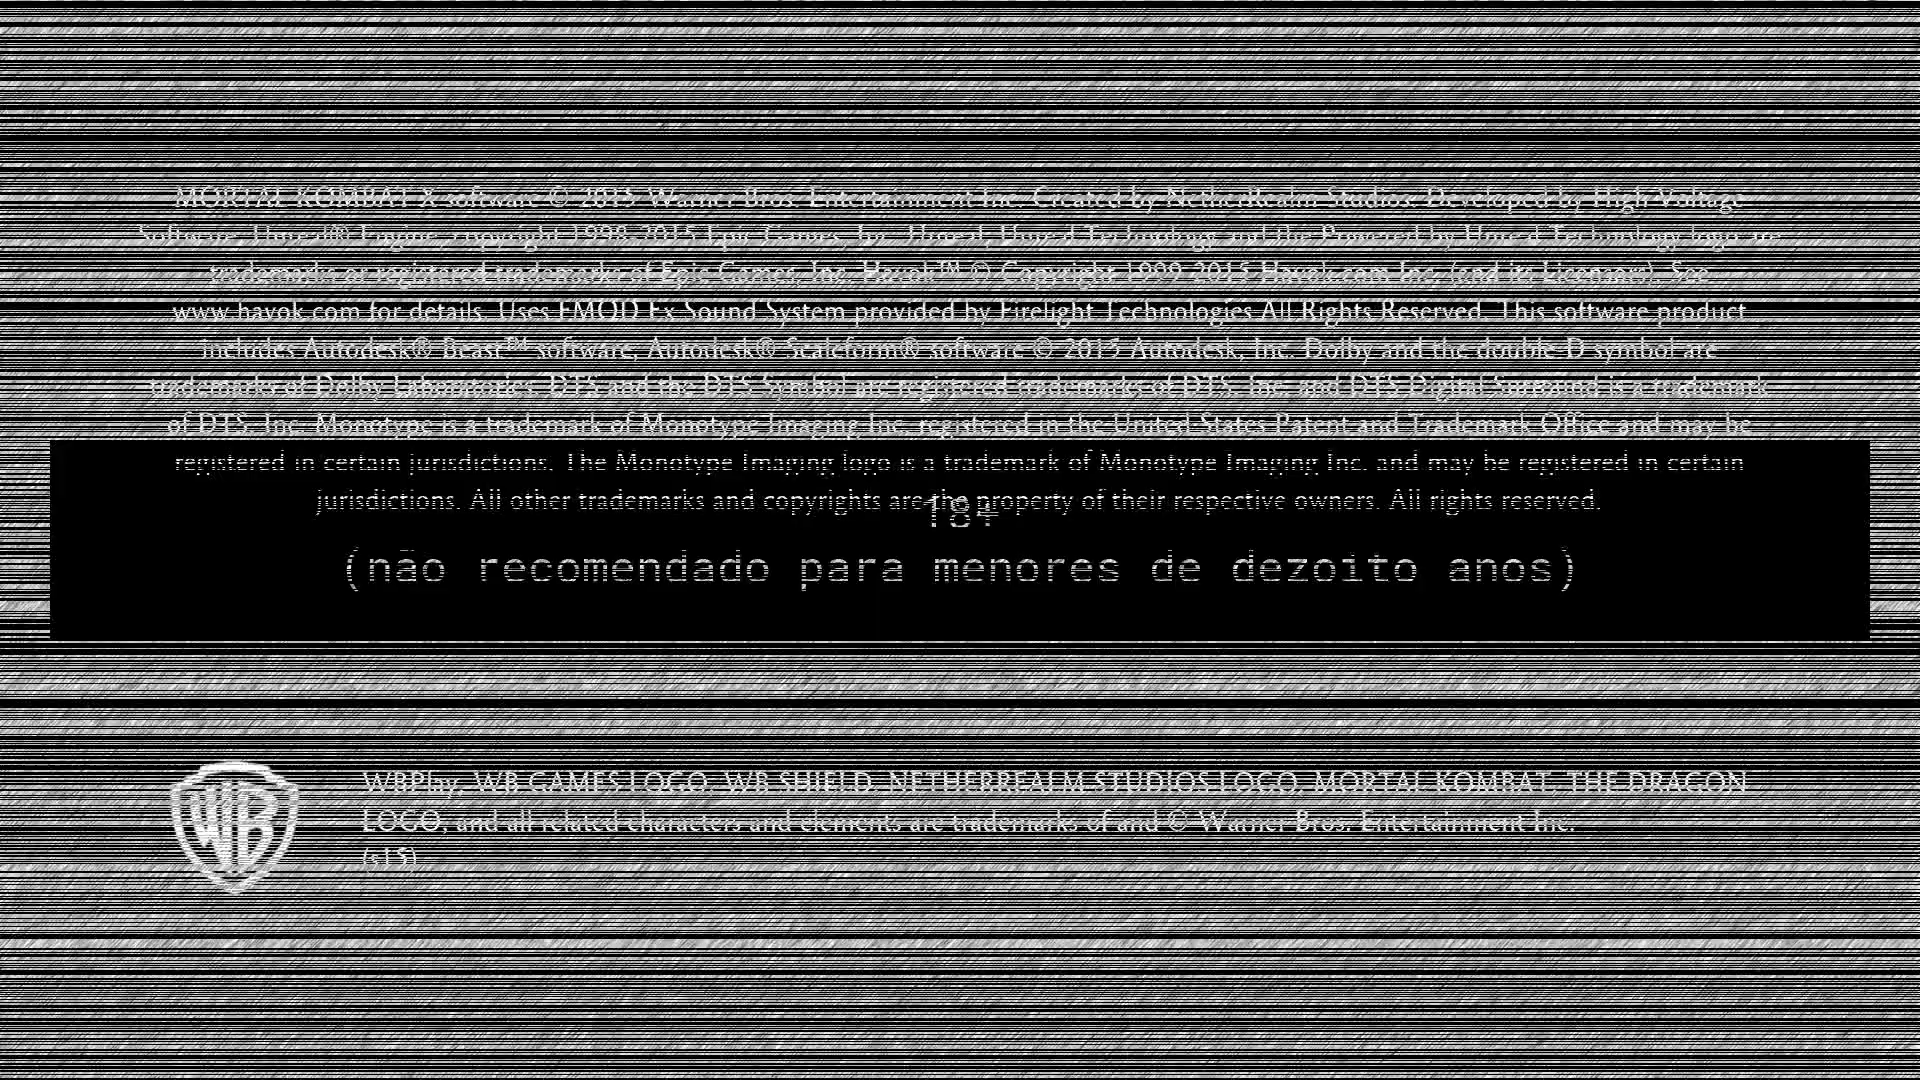 MORTAL KOMBAT X software © 2015 Warner Bros. Entertainment Inc. Created by NetherRealm Studios. Developed by High Voltage
Software. Unreal® Engine, copyright 1998-2015 Epic Games, Inc. Unreal, Unreal Technology and the Powered by Unreal Technology logo are
trademarks or registered trademarks of Epic Games, Inc. Havok™ © Copyright 1999-2015 Havok.com Inc. (and its Licensors). See
www.havok.com for details. Uses FMOD Ex Sound System provided by Firelight Technologies All Rights Reserved. This software product
includes Autodesk® Beast™ software, Autodesk® Scaleform® software © 2015 Autodesk, Inc. Dolby and the double-D symbol are
trademarks of Dolby Laboratories. DTS and the DTS Symbol are registered trademarks of DTS, Inc. and DTS Digital Surround is a trademark
of DTS, Inc. Monotype is a trademark of Monotype Imaging Inc. registered in the United States Patent and Trademark Office and may be
registered in certain jurisdictions. The Monotype Imaging logo is a trademark of Monotype Imaging Inc. and may be registered in certain
jurisdictions. All other trademarks and copyrights are the property of their respective owners. All rights reserved.
18+
(não recomendado para menores de dezoito anos)
WB
WBPlay, WB GAMES LOGO, WB SHIELD, NETHERREALM STUDIOS LOGO, MORTAL KOMBAT, THE DRAGON
LOGO, and all related characters and elements are trademarks of and © Warner Bros. Entertainment Inc.
(s15)